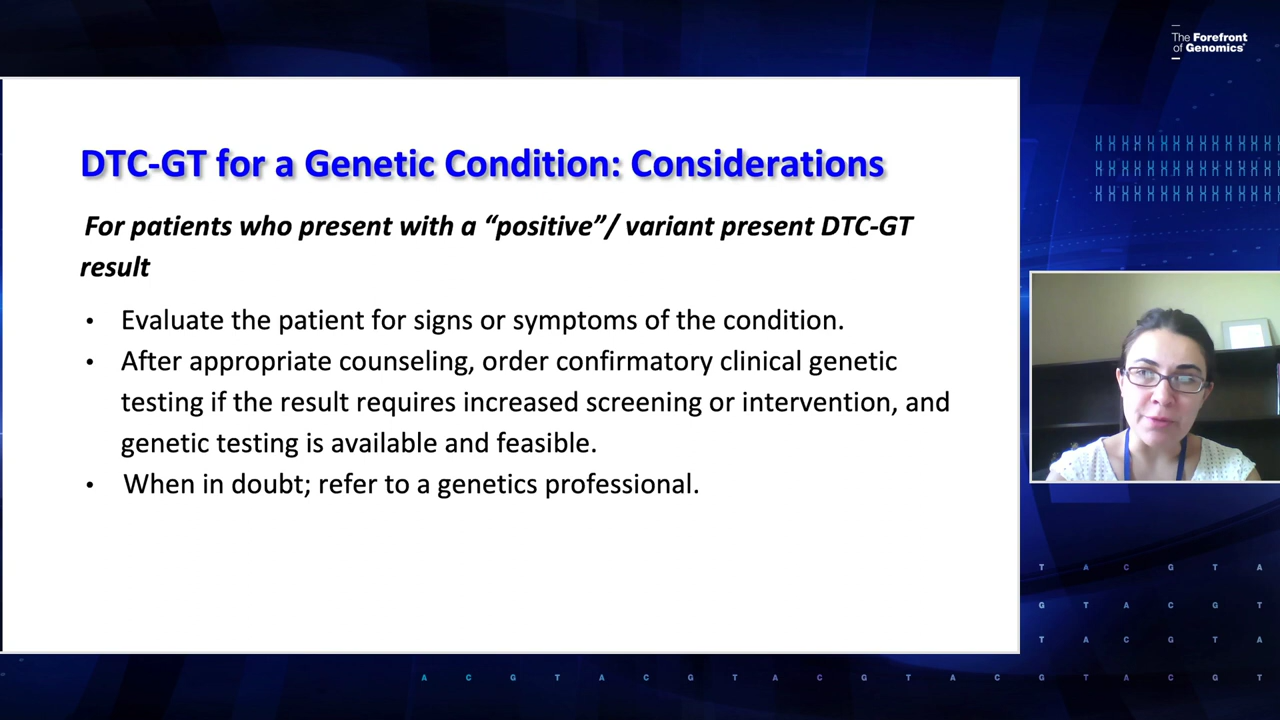 The Forefront
of Genomics®
DTC-GT for a Genetic Condition: Considerations
For patients who present with a “positive”/ variant present DTC-GT
result
• Evaluate the patient for signs or symptoms of the condition.
• After appropriate counseling, order confirmatory clinical genetic
testing if the result requires increased screening or intervention, and
genetic testing is available and feasible.
• When in doubt; refer to a genetics professional.
T A C G T A
G T A C G T
T A C G T A
A C G T A C G T A C G T A C G T A C G T